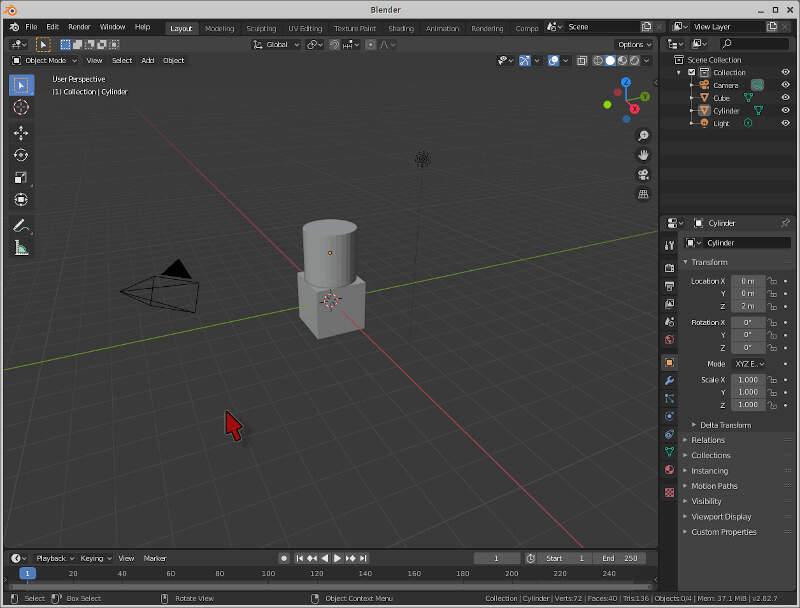 Blender
File Edit Render Window Help Layout Modeling Sculpting UV Editing Texture Paint Shading Animation Rendering Compo Scene View Layer
Global Options
Object Mode View Select Add Object
User Perspective
(1) Collection | Cylinder
Z
Y
X
Scene Collection
Collection
Camera
Cube
Cylinder
Light
Cylinder
Cylinder
Transform
Location X 0 m
Y 0 m
Z 2 m
Rotation X 0°
Y 0°
Z 0°
Mode XYZ E..
Scale X 1.000
Y 1.000
Z 1.000
Delta Transform
Relations
Collections
Instancing
Motion Paths
Visibility
Viewport Display
Custom Properties
Playback Keying View Marker 1 Start 1 End 250
1 20 40 60 80 100 120 140 160 180 200 220 240
Select Box Select Rotate View Object Context Menu Collection | Cylinder | Verts:72 | Faces:40 | Tris:136 | Objects:0/4 | Mem: 37.1 MiB | v2.82.7